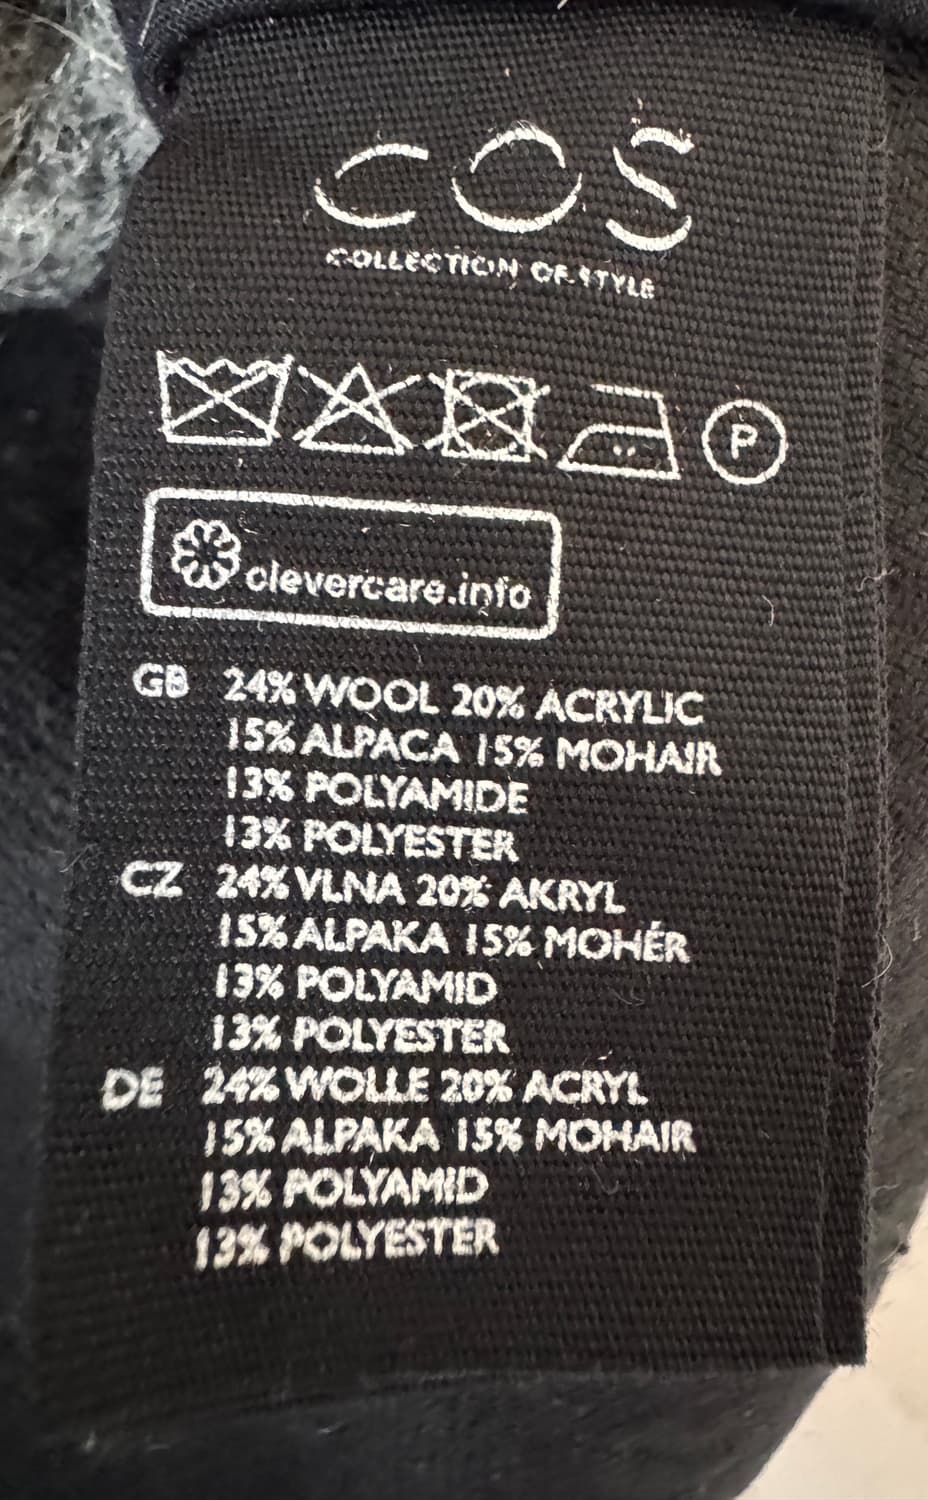 COS
COLLECTION OF STYLE
P
clevercare.info
GB 24% WOOL 20% ACRYLIC
15% ALPACA 15% MOHAIR
13% POLYAMIDE
13% POLYESTER
CZ 24% VLNA 20% AKRYL
15% ALPAKA 15% MOHÉR
13% POLYAMID
13% POLYESTER
DE 24% WOLLE 20% ACRYL
15% ALPAKA 15% MOHAIR
13% POLYAMID
13% POLYESTER